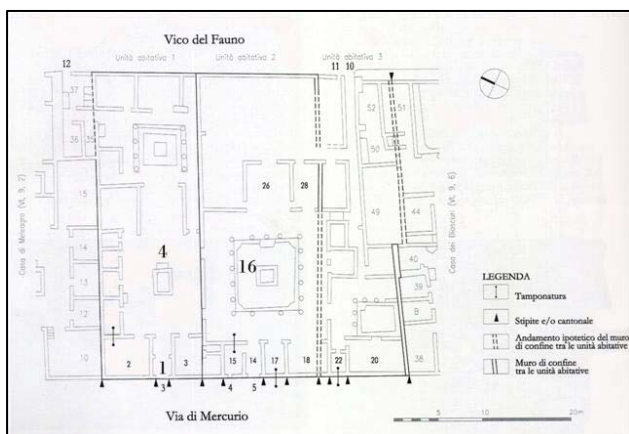 Vico del Fauno
Unità abitativa 1
Unità abitativa 2
Unità abitativa 3
12
11
10
37
36
35
52
51
50
26
28
15
49
44
Casa di Meleagro (VI, 9, 2)
Casa dei Dioscuri (VI, 9, 6)
4
16
14
13
12
40
39
B
38
10
2
1
3
15
14
17
18
22
20
3
4
5
Via di Mercurio
LEGENDA
Tamponatura
Stipite e/o cantonale
Andamento ipotetico del muro
di confine tra le unità abitative
Muro di confine
tra le unità abitative
5
10
20m